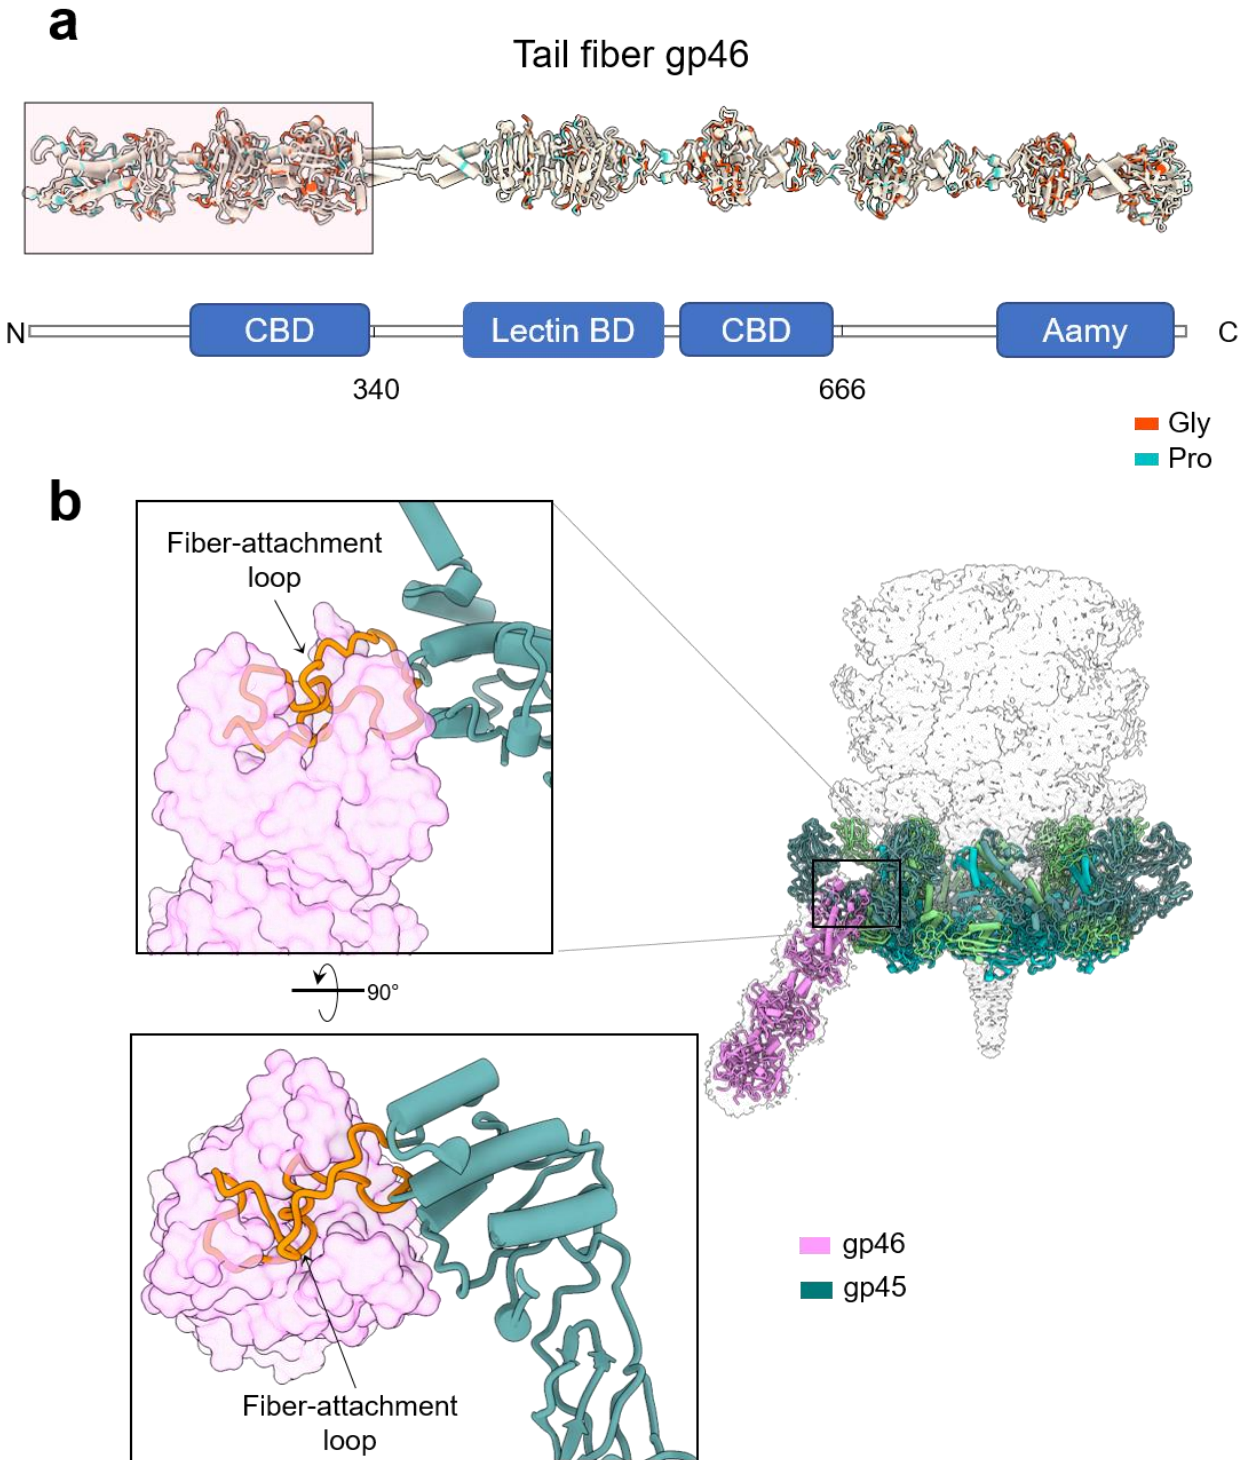 a
Tail fiber gp46
N
CBD
Lectin BD
CBD
Aamy
C
340
666
Gly
Pro
b
Fiber-attachment
loop
90°
Fiber-attachment
loop
gp46
gp45